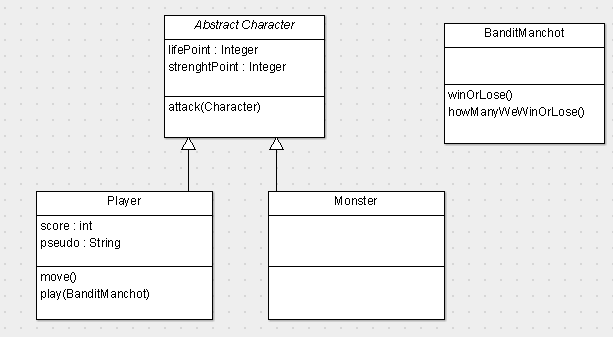 Abstract Character
lifePoint : Integer
strenghtPoint : Integer
attack(Character)
BanditManchot
winOrLose()
howManyWeWinOrLose()
Player
score : int
pseudo : String
move()
play(BanditManchot)
Monster